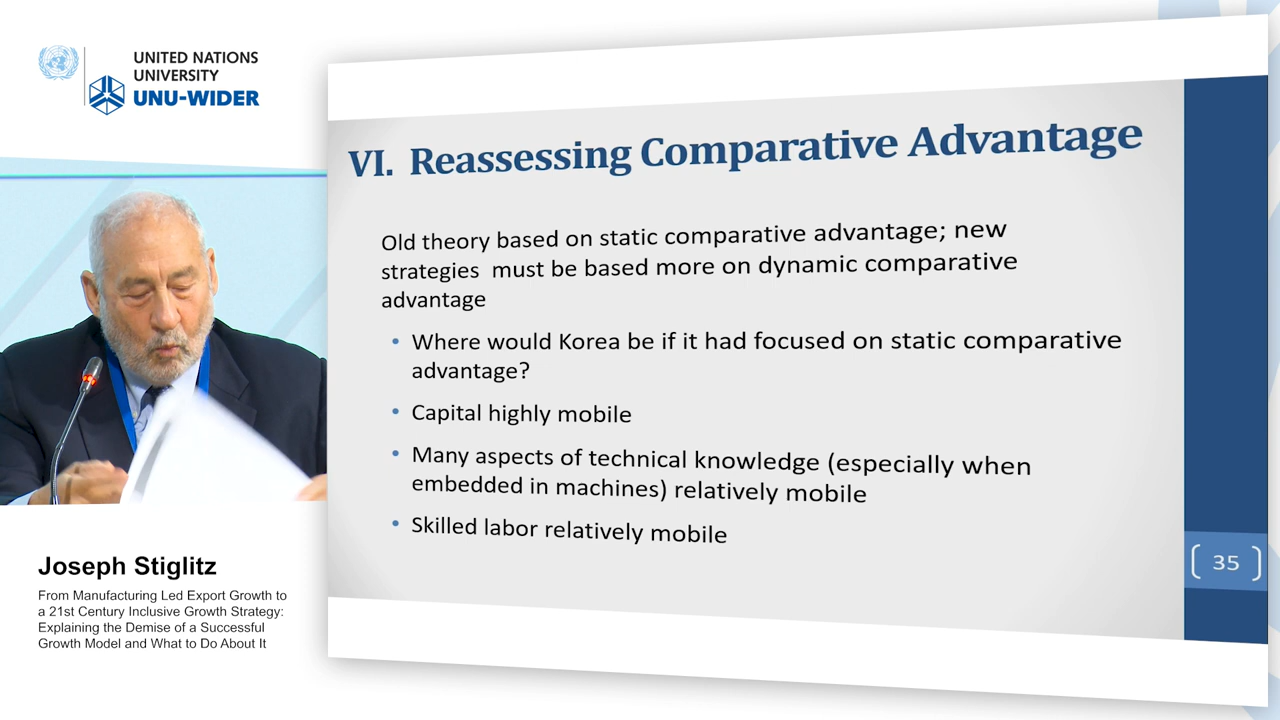 UNITED NATIONS
UNIVERSITY
UNU-WIDER
VI. Reassessing Comparative Advantage
Old theory based on static comparative advantage; new
strategies must be based more on dynamic comparative
advantage
• Where would Korea be if it had focused on static comparative
advantage?
• Capital highly mobile
• Many aspects of technical knowledge (especially when
embedded in machines) relatively mobile
• Skilled labor relatively mobile
[ 35 ]
Joseph Stiglitz
From Manufacturing Led Export Growth to
a 21st Century Inclusive Growth Strategy:
Explaining the Demise of a Successful
Growth Model and What to Do About It